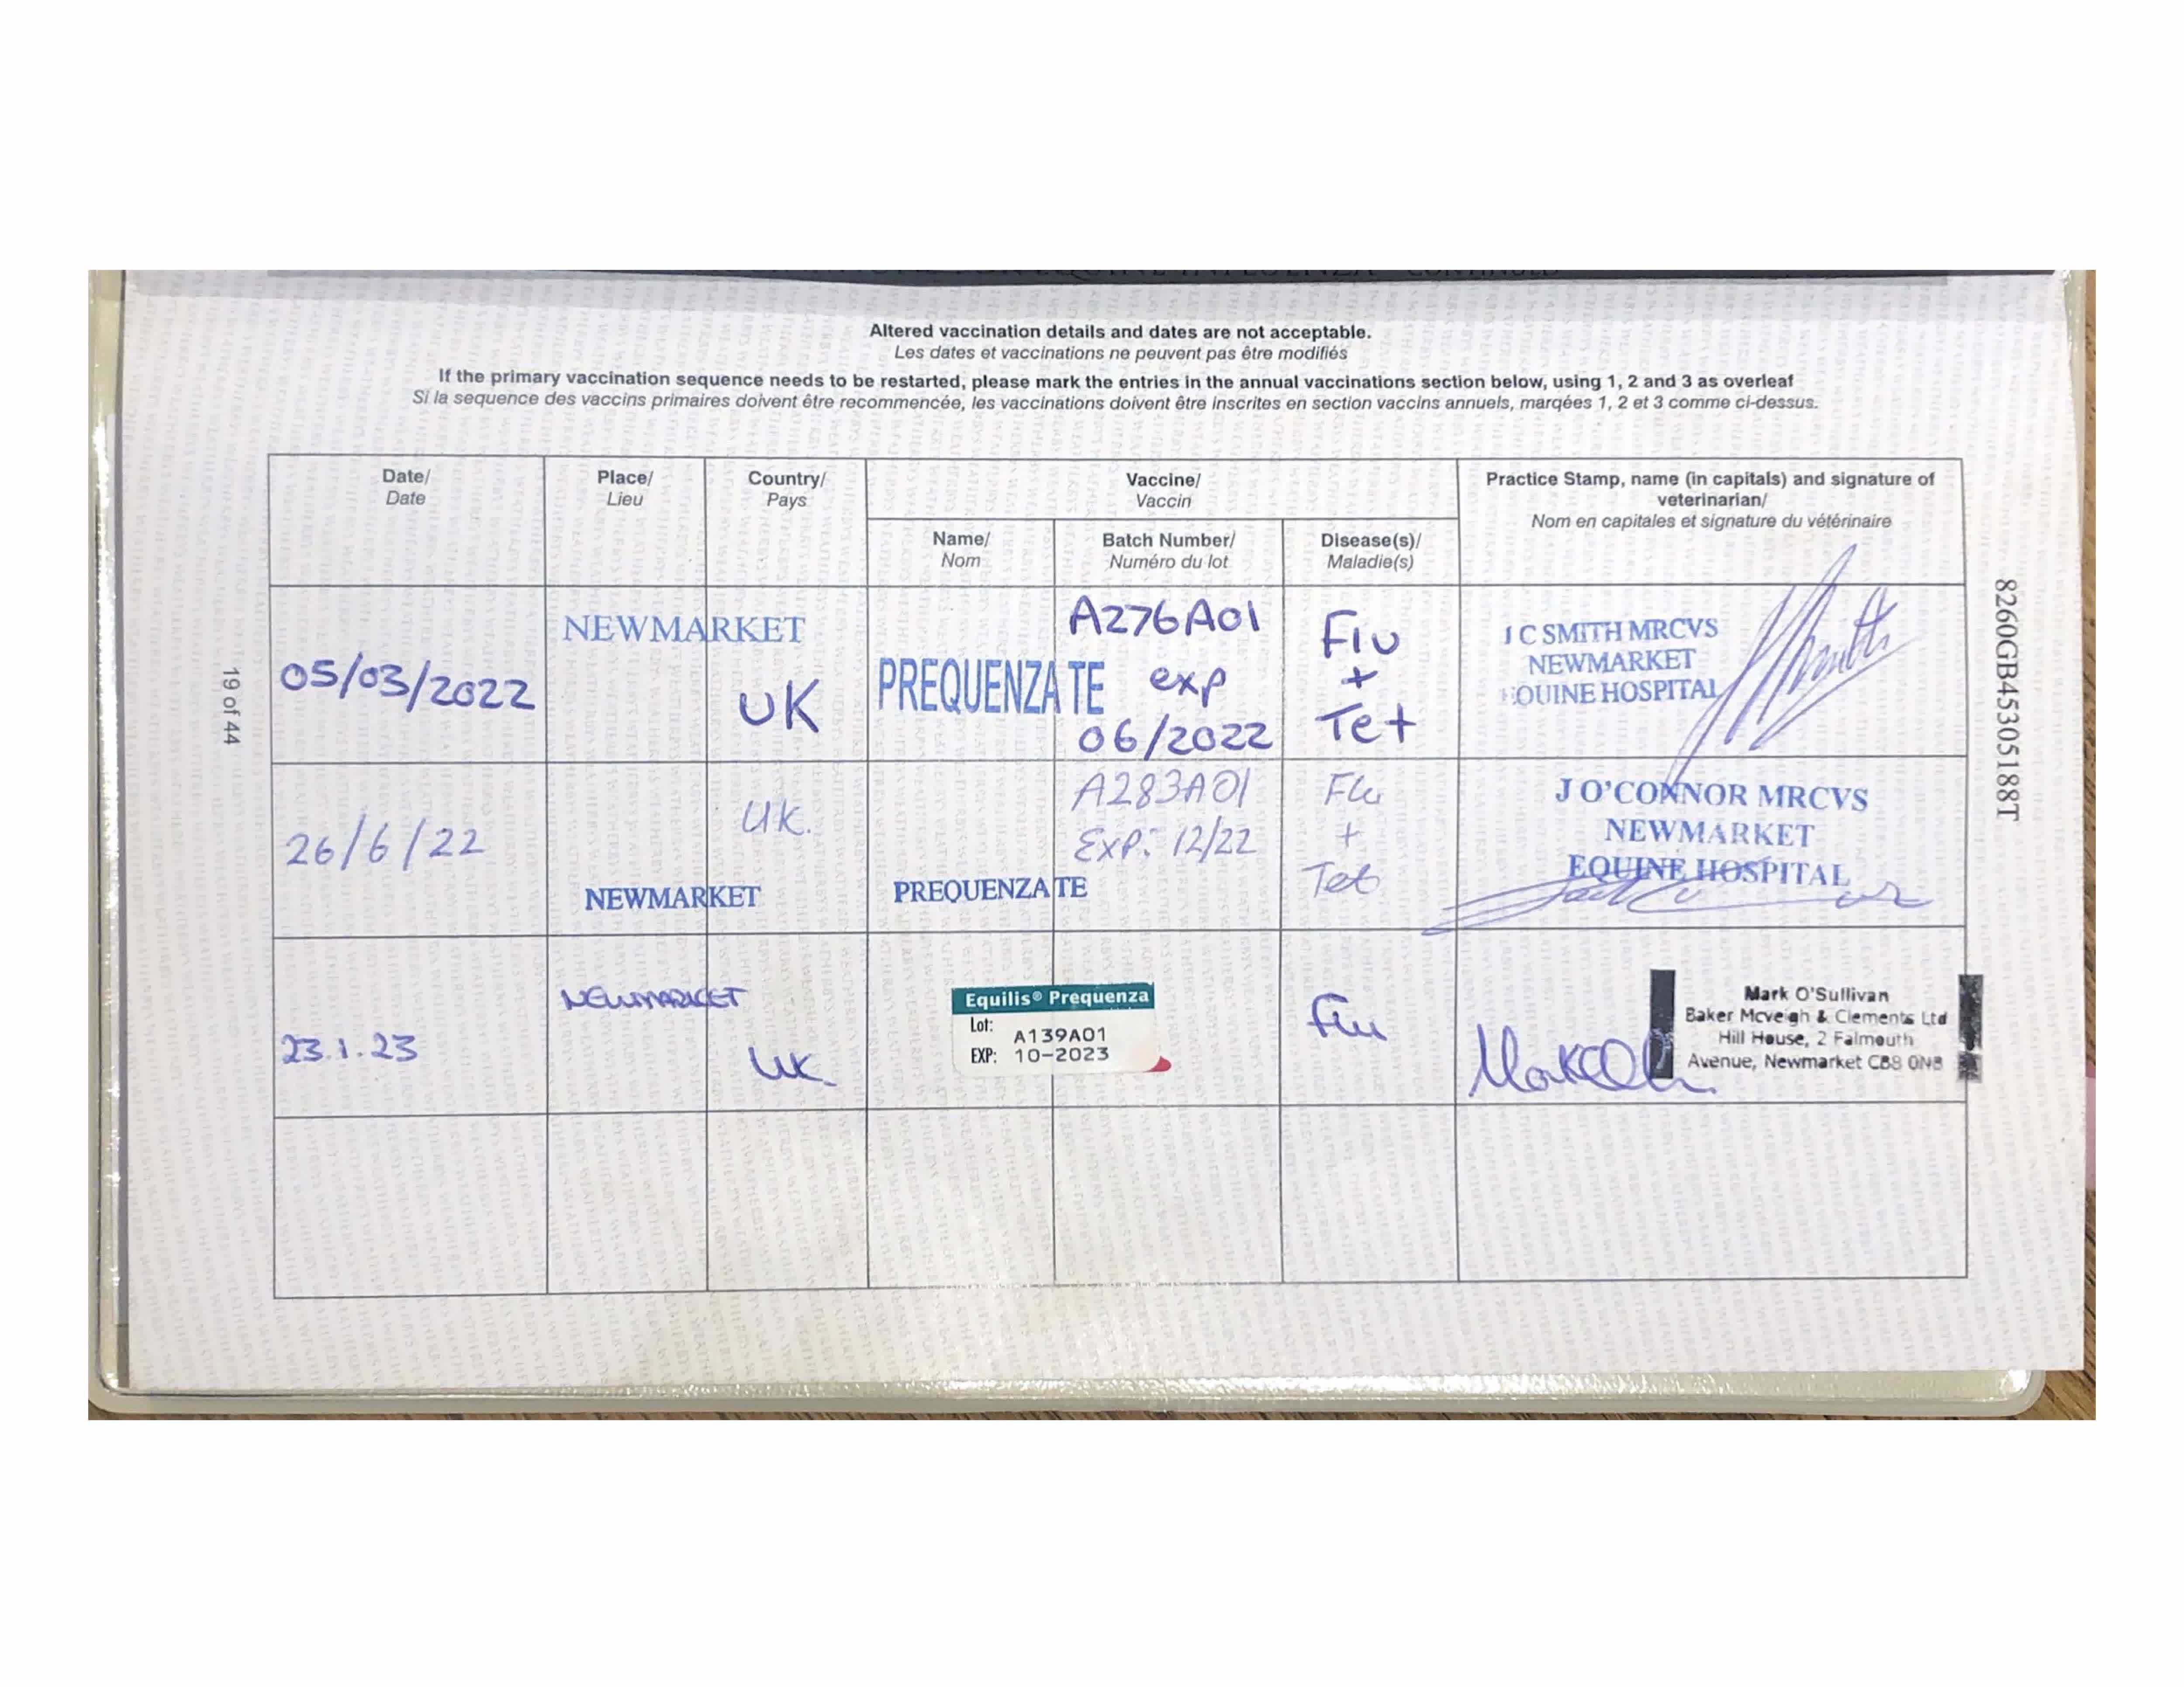 Altered vaccination details and dates are not acceptable.
Les dates et vaccinations ne peuvent pas être modifiés
If the primary vaccination sequence needs to be restarted, please mark the entries in the annual vaccinations section below, using 1, 2 and 3 as overleaf
Si la sequence des vaccins primaires doivent être recommencée, les vaccinations doivent être inscrites en section vaccins annuels, marqées 1, 2 et 3 comme ci-dessus.
Date/
Date
Place/
Lieu
Country/
Pays
Vaccine/
Vaccin
Name/
Nom
Batch Number/
Numéro du lot
Disease(s)/
Maladie(s)
Practice Stamp, name (in capitals) and signature of
veterinarian/
Nom en capitales et signature du vétérinaire
05/03/2022
NEWMARKET
UK
PREQUENZA TE
A276A01
exp
06/2022
Flu
+
Tet
J C SMITH MRCVS
NEWMARKET
EQUINE HOSPITAL
26/6/22
NEWMARKET
UK.
PREQUENZA TE
A283A01
Exp: 12/22
Flu
+
Tet
J O'CONNOR MRCVS
NEWMARKET
EQUINE HOSPITAL
23.1.23
NEWMARKET
UK
Equilis® Prequenza
Lot: A139A01
EXP: 10-2023
Flu
Mark O'Sullivan
Baker Mcveigh & Clements Ltd
Hill House, 2 Falmouth
Avenue, Newmarket CB8 0NB
19 of 44
8260GB45305188T